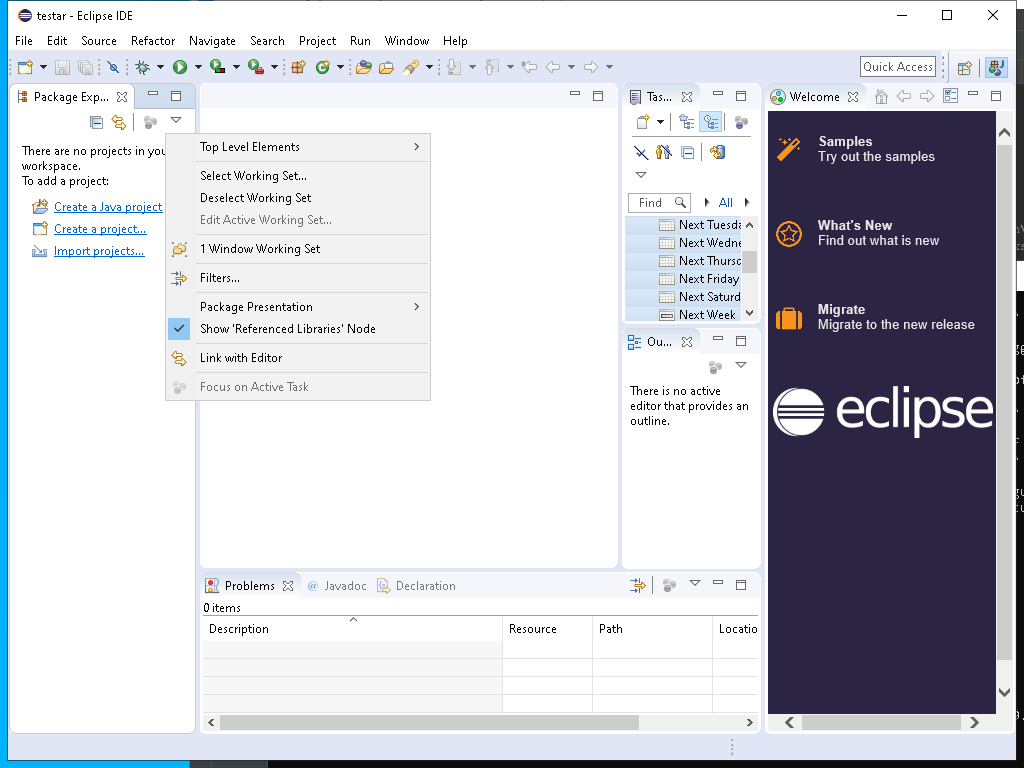 testar - Eclipse IDE
File Edit Source Refactor Navigate Search Project Run Window Help
Quick Access
Package Exp...
There are no projects in you
workspace.
To add a project:
Create a Java project
Create a project...
Import projects...
Top Level Elements
Select Working Set...
Deselect Working Set
Edit Active Working Set...
1 Window Working Set
Filters...
Package Presentation
Show 'Referenced Libraries' Node
Link with Editor
Focus on Active Task
Tas...
Find
All
Next Tuesda
Next Wedne
Next Thursd
Next Friday
Next Saturd
Next Week
Ou...
There is no active
editor that provides an
outline.
Welcome
Samples
Try out the samples
What's New
Find out what is new
Migrate
Migrate to the new release
eclipse
Problems
Javadoc
Declaration
0 items
Description Resource Path Locatio